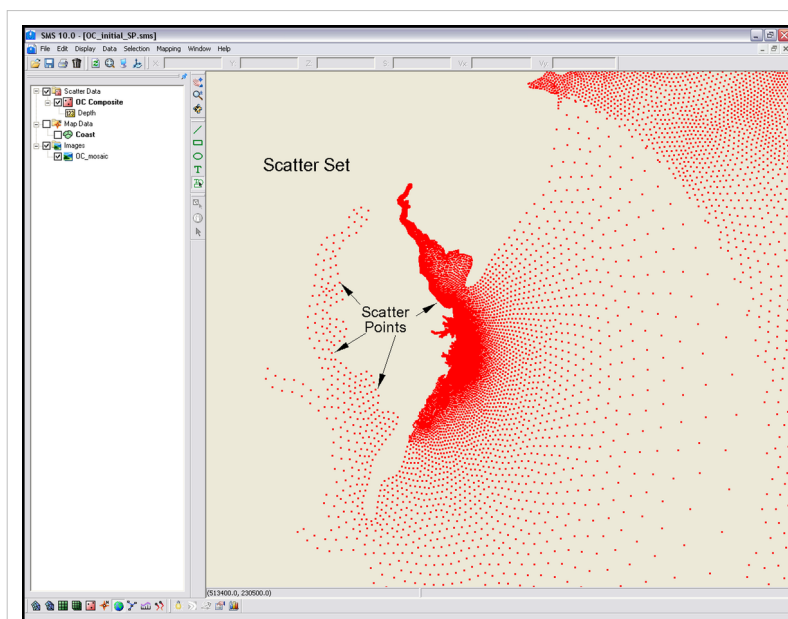 SMS 10.0 - [OC_initial_SP.sms]
File Edit Display Data Selection Mapping Window Help
X Y Z S Vx Vy
Scatter Data
OC Composite
Depth
Map Data
Coast
Images
OC_mosaic
Scatter Set
Scatter
Points
(513400.0, 230500.0)